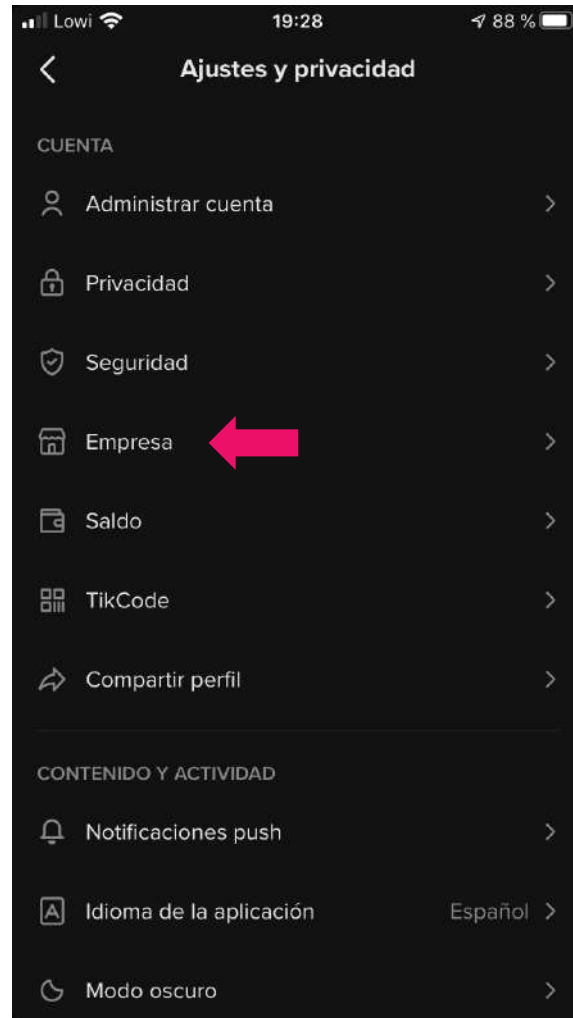 Lowi 19:28 88 %
Ajustes y privacidad
CUENTA
Administrar cuenta
Privacidad
Seguridad
Empresa
Saldo
TikCode
Compartir perfil
CONTENIDO Y ACTIVIDAD
Notificaciones push
A Idioma de la aplicación Español
Modo oscuro